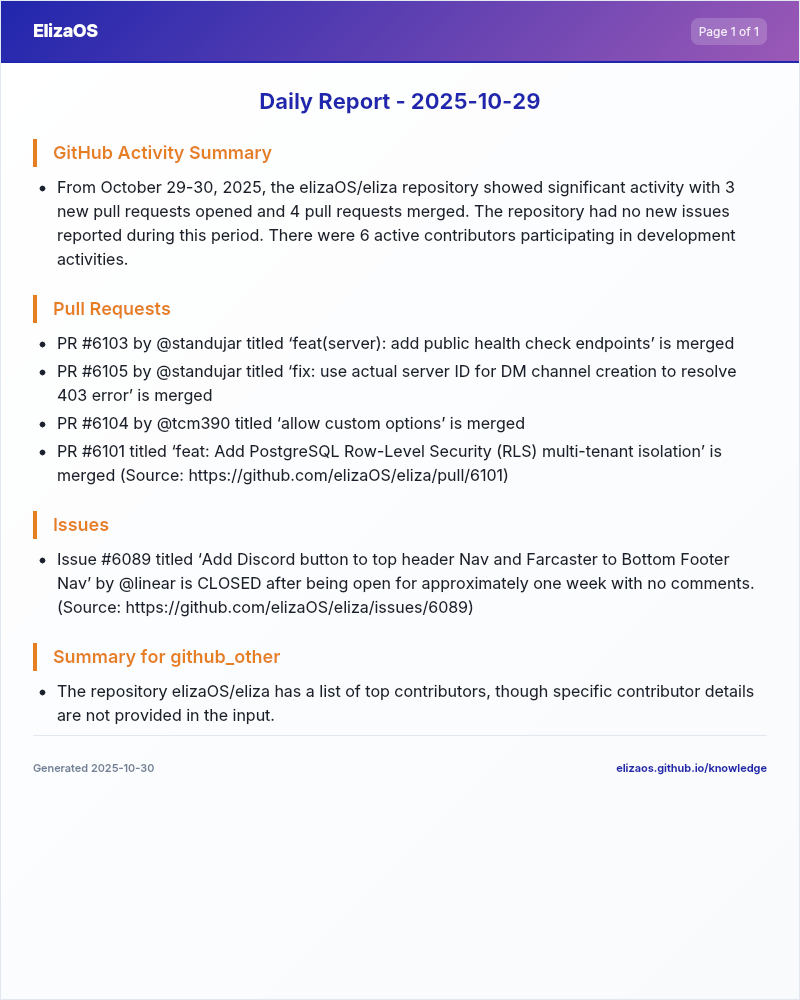 ElizaOS
Page 1 of 1
Daily Report - 2025-10-29
GitHub Activity Summary
• From October 29-30, 2025, the elizaOS/eliza repository showed significant activity with 3
new pull requests opened and 4 pull requests merged. The repository had no new issues
reported during this period. There were 6 active contributors participating in development
activities.
Pull Requests
• PR #6103 by @standujar titled ‘feat(server): add public health check endpoints’ is merged
• PR #6105 by @standujar titled ‘fix: use actual server ID for DM channel creation to resolve
403 error’ is merged
• PR #6104 by @tcm390 titled ‘allow custom options’ is merged
• PR #6101 titled ‘feat: Add PostgreSQL Row-Level Security (RLS) multi-tenant isolation’ is
merged (Source: https://github.com/elizaOS/eliza/pull/6101)
Issues
• Issue #6089 titled ‘Add Discord button to top header Nav and Farcaster to Bottom Footer
Nav’ by @linear is CLOSED after being open for approximately one week with no comments.
(Source: https://github.com/elizaOS/eliza/issues/6089)
Summary for github_other
• The repository elizaOS/eliza has a list of top contributors, though specific contributor details
are not provided in the input.
Generated 2025-10-30
elizaos.github.io/knowledge